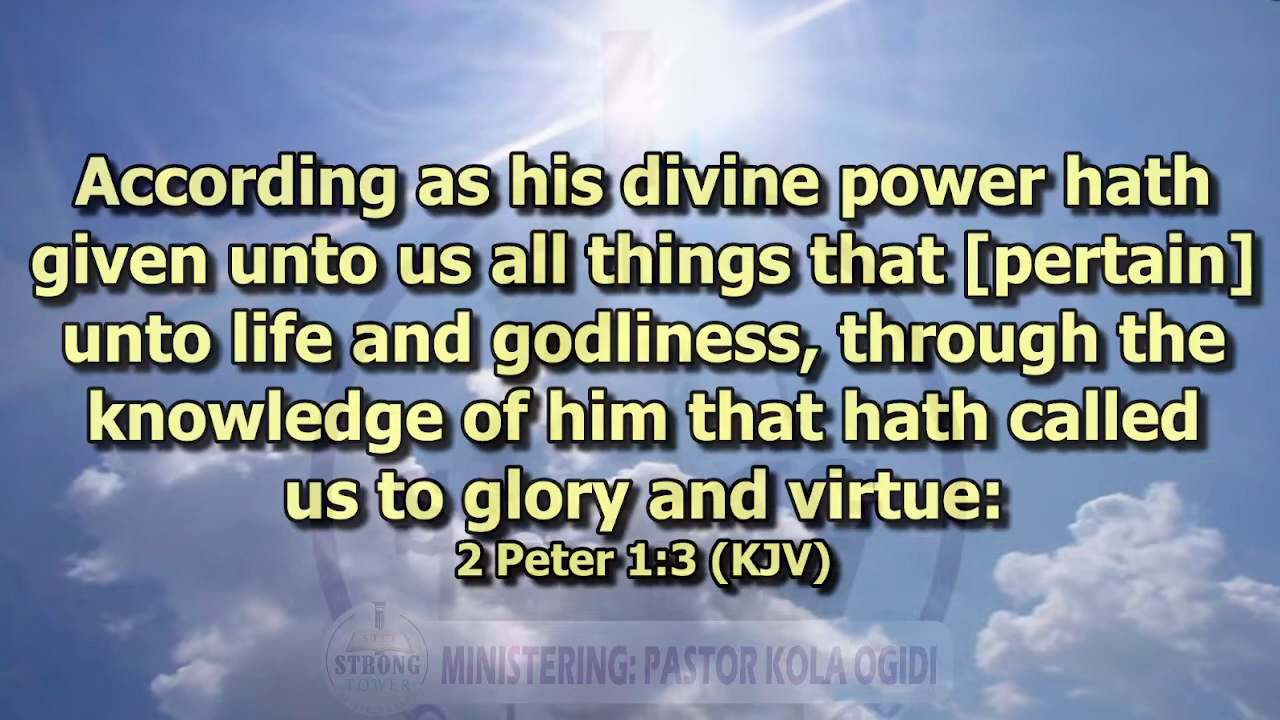 According as his divine power hath
given unto us all things that [pertain]
unto life and godliness, through the
knowledge of him that hath called
us to glory and virtue:
2 Peter 1:3 (KJV)
STRONG
TOWER
MINISTERING: PASTOR KOLA OGIDI